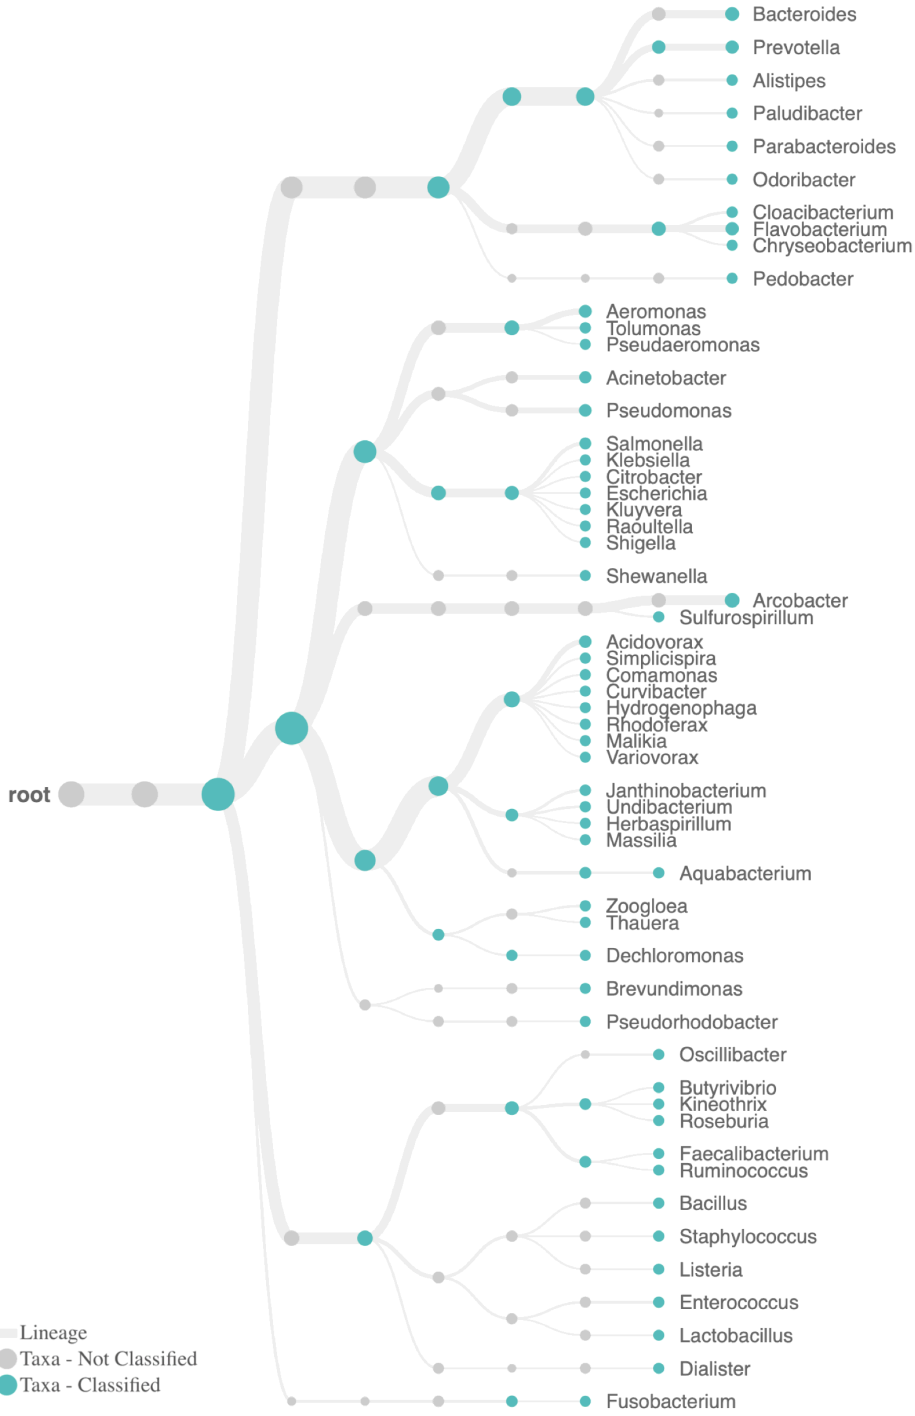 Bacteroides
Prevotella
Alistipes
Paludibacter
Parabacteroides
Odoribacter
Cloacibacterium
Flavobacterium
Chryseobacterium
Pedobacter
Aeromonas
Tolumonas
Pseudaeromonas
Acinetobacter
Pseudomonas
Salmonella
Klebsiella
Citrobacter
Escherichia
Kluyvera
Raoultella
Shigella
Shewanella
Arcobacter
Sulfurospirillum
Acidovorax
Simplicispira
Comamonas
Curvibacter
Hydrogenophaga
Rhodoferax
Malikia
Variovorax
root
Janthinobacterium
Undibacterium
Herbaspirillum
Massilia
Aquabacterium
Zoogloea
Thauera
Dechloromonas
Brevundimonas
Pseudorhodobacter
Oscillibacter
Butyrivibrio
Kineothrix
Roseburia
Faecalibacterium
Ruminococcus
Bacillus
Staphylococcus
Listeria
Enterococcus
Lactobacillus
Dialister
Fusobacterium
Lineage
Taxa - Not Classified
Taxa - Classified